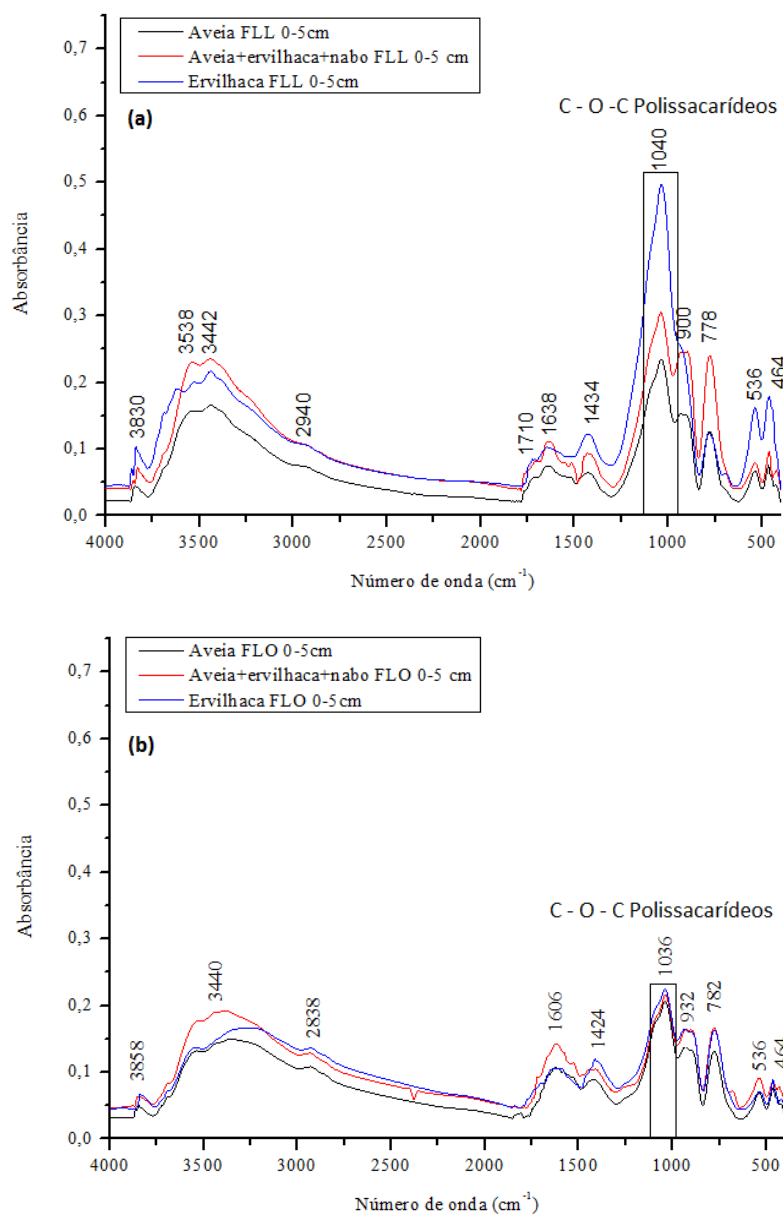 Aveia FLL 0-5cm
Aveia+ervilhaca+nabo FLL 0-5 cm
Ervilhaca FLL 0-5cm
(a)
C - O -C Polissacarídeos
0,7
0,6
0,5
0,4
0,3
0,2
0,1
0,0
Absorbância
3830
3538
3442
2940
1710
1638
1434
1040
900
778
536
464
4000 3500 3000 2500 2000 1500 1000 500
Número de onda (cm-1)
Aveia FLO 0-5cm
Aveia+ervilhaca+nabo FLO 0-5 cm
Ervilhaca FLO 0-5cm
(b)
C - O - C Polissacarídeos
0,7
0,6
0,5
0,4
0,3
0,2
0,1
0,0
Absorbância
3858
3440
2838
1606
1424
1036
932
782
536
464
4000 3500 3000 2500 2000 1500 1000 500
Número de onda (cm-1)